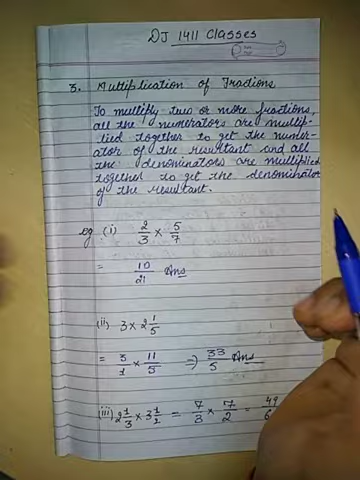 DJ 1411 Classes
3. Multiplication of Fractions
To multify two or more fractions,
all the numerators are multip-
lied together to get the numer-
ator of the resultant and all
the denominators are multiplied
together to get the denominator
of the resultant.
eg (i) 2/3 × 5/7
= 10/21 Ans
(ii) 3 × 2 1/5
= 3/1 × 11/5 ⇒ 33/5 Ans
(iii) 2 1/3 × 3 1/2 = 7/3 × 7/2 = 49/6